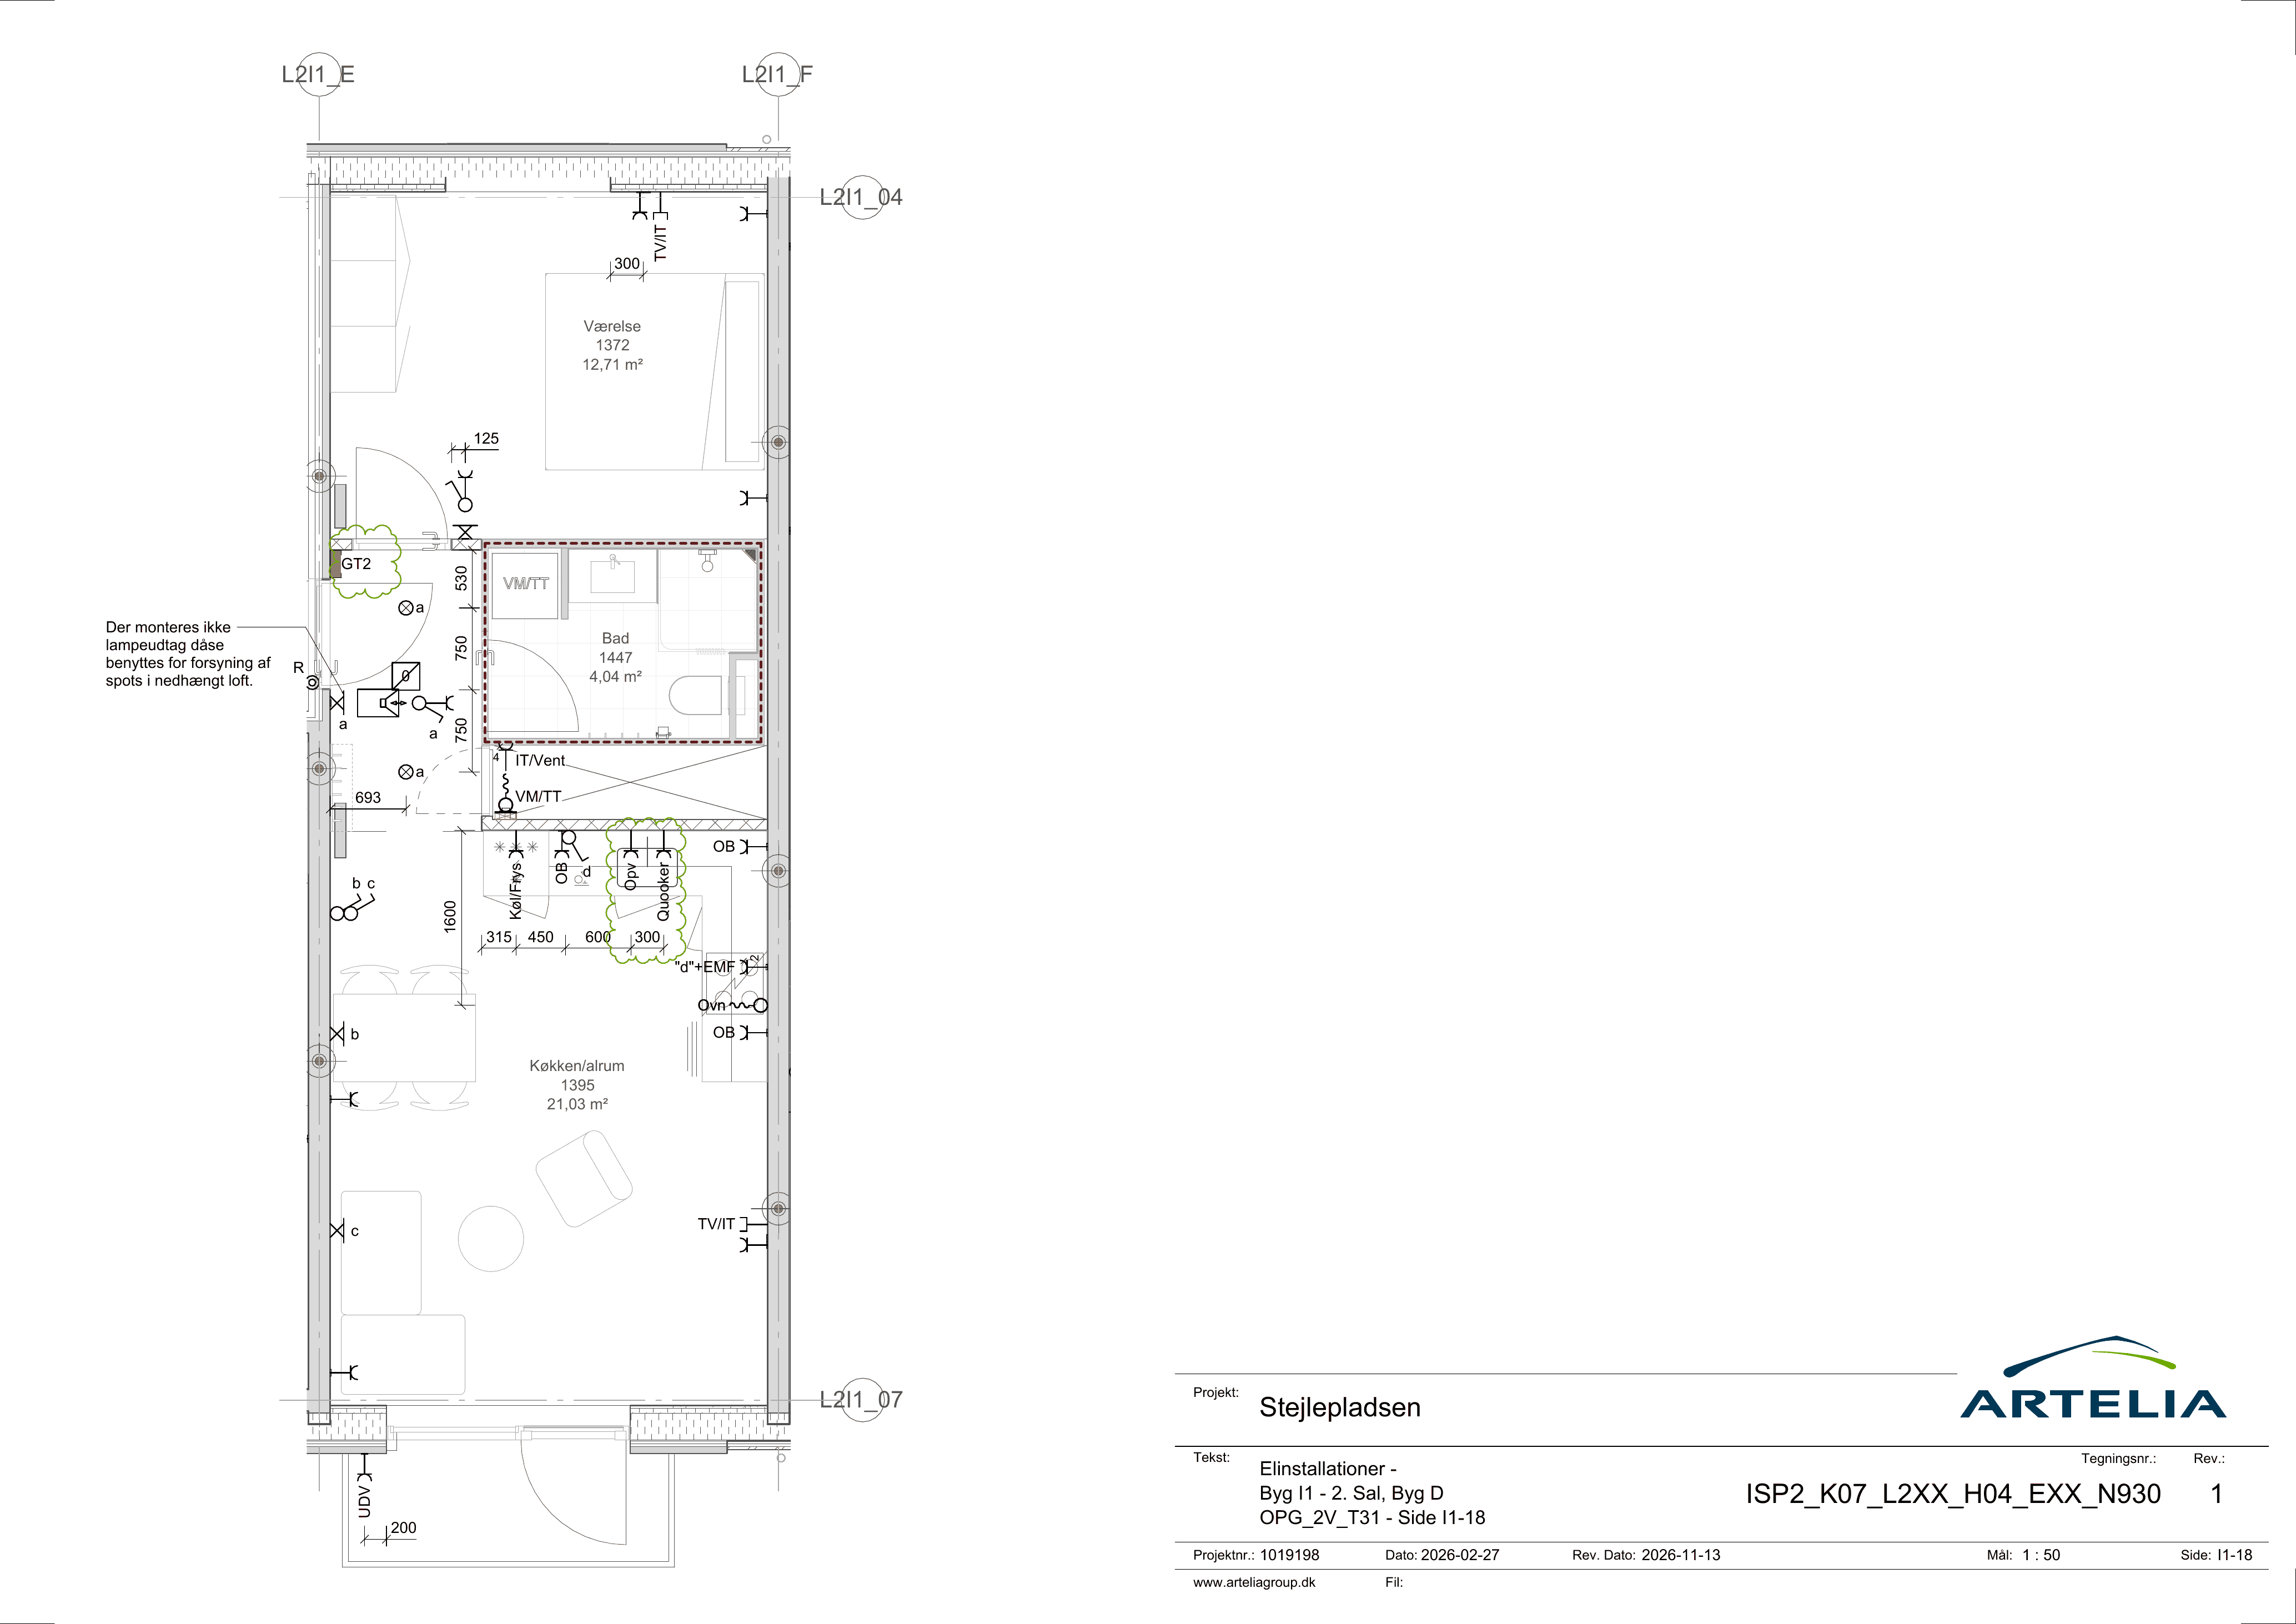 L2I1_E
L2I1_F
L2I1_04
TV/IT
300
Værelse
1372
12,71 m²
125
GT2
530
VM/TT
a
Der monteres ikke
lampeudtag dåse
benyttes for forsyning af
spots i nedhængt loft.
R
750
Bad
1447
4,04 m²
0
a
a
750
4
IT/Vent
a
VM/TT
693
OB
Køl/Frys
OB
d
Opv
Quooker
b c
1600
315
450
600
300
"d"+EMF
2
Ovn
OB
b
Køkken/alrum
1395
21,03 m²
TV/IT
c
L2I1_07
UDV
200
ARTELIA
Projekt:
Stejlepladsen
Tekst:
Elinstallationer -
Byg I1 - 2. Sal, Byg D
OPG_2V_T31 - Side I1-18
Tegningsnr.:
Rev.:
ISP2_K07_L2XX_H04_EXX_N930
1
Projektnr.: 1019198
Dato: 2026-02-27
Rev. Dato: 2026-11-13
Mål: 1 : 50
Side: I1-18
www.arteliagroup.dk
Fil: